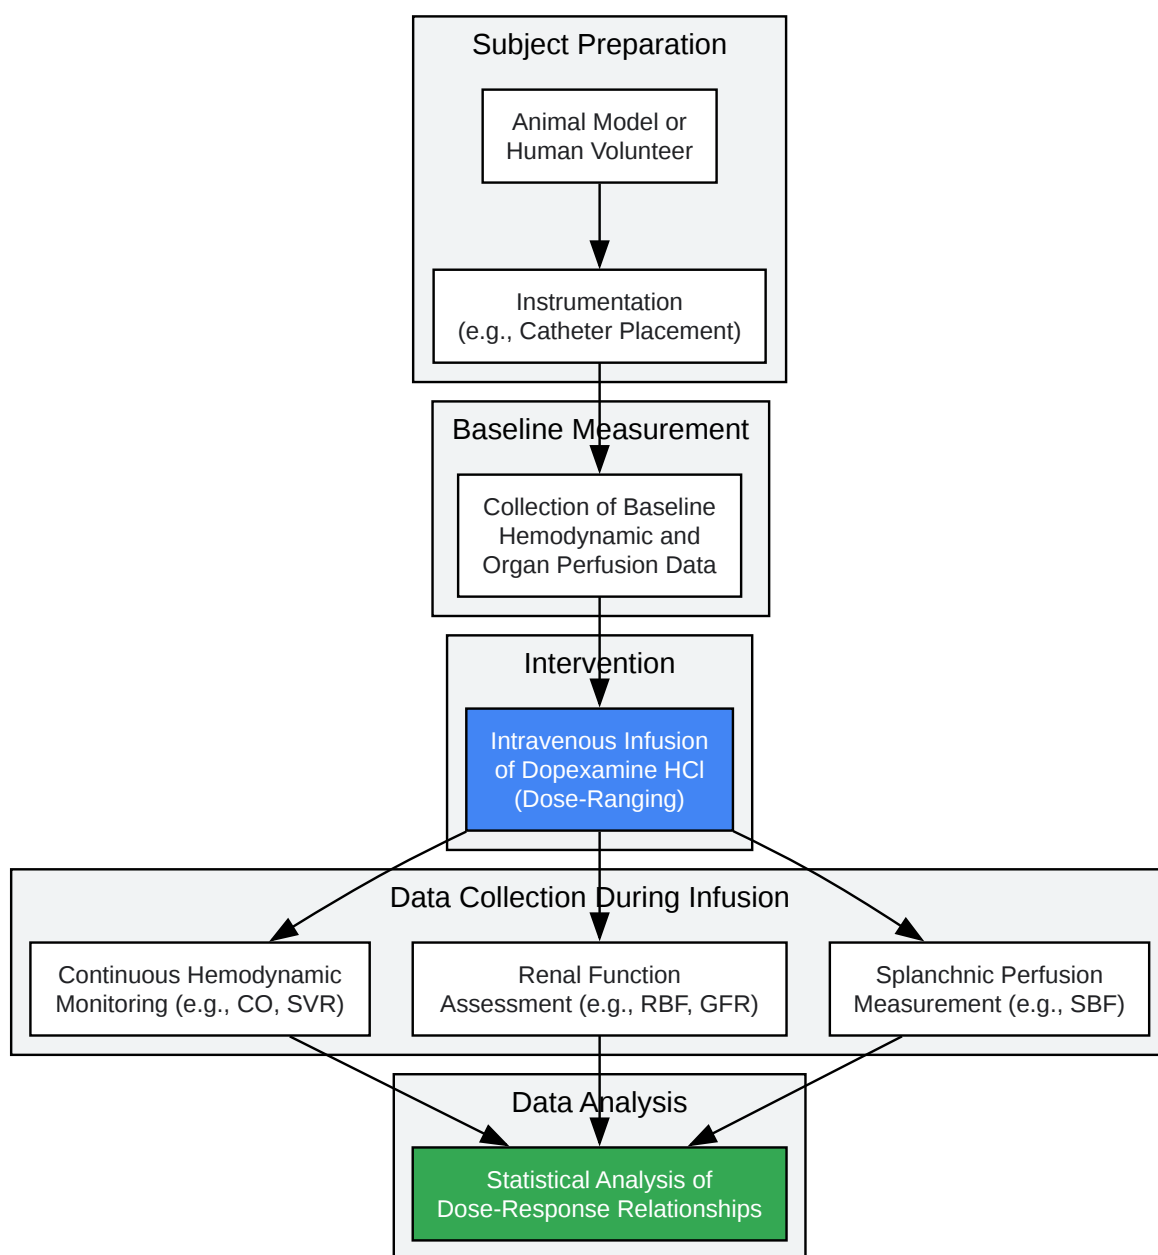 Subject Preparation
Animal Model or
Human Volunteer
Instrumentation
(e.g., Catheter Placement)
Baseline Measurement
Collection of Baseline
Hemodynamic and
Organ Perfusion Data
Intervention
Intravenous Infusion
of Dopexamine HCl
(Dose-Ranging)
Data Collection During Infusion
Continuous Hemodynamic
Monitoring (e.g., CO, SVR)
Renal Function
Assessment (e.g., RBF, GFR)
Splanchnic Perfusion
Measurement (e.g., SBF)
Data Analysis
Statistical Analysis of
Dose-Response Relationships